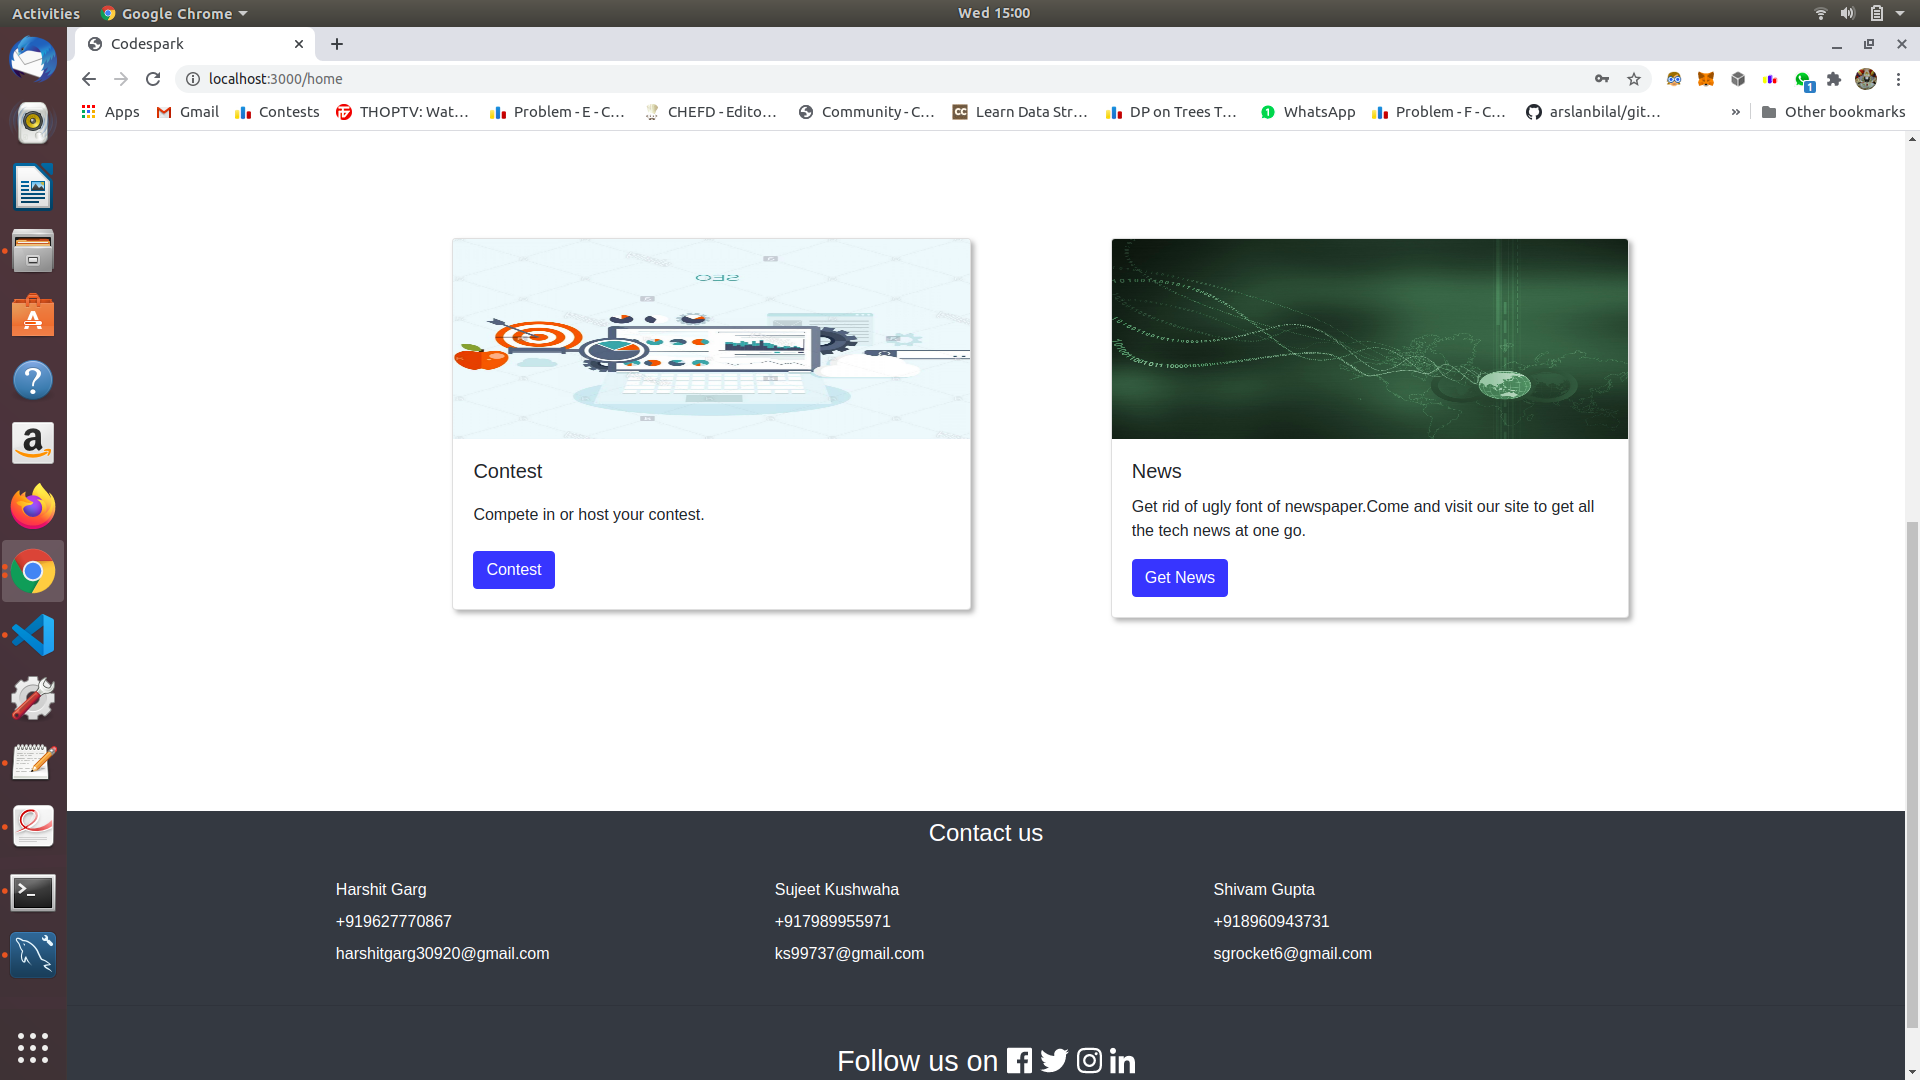 Activities
Google Chrome
Wed 15:00
Codespark
localhost:3000/home
1
Apps
Gmail
Contests
THOPTV: Wat…
Problem - E - C…
CHEFD - Edito…
Community - C…
CC
Learn Data Str…
DP on Trees T…
WhatsApp
Problem - F - C…
arslanbilal/git…
»
Other bookmarks
SEO
Contest
Compete in or host your contest.
Contest
News
Get rid of ugly font of newspaper.Come and visit our site to get all
the tech news at one go.
Get News
Contact us
Harshit Garg
+919627770867
harshitgarg30920@gmail.com
Sujeet Kushwaha
+917989955971
ks99737@gmail.com
Shivam Gupta
+918960943731
sgrocket6@gmail.com
Follow us on